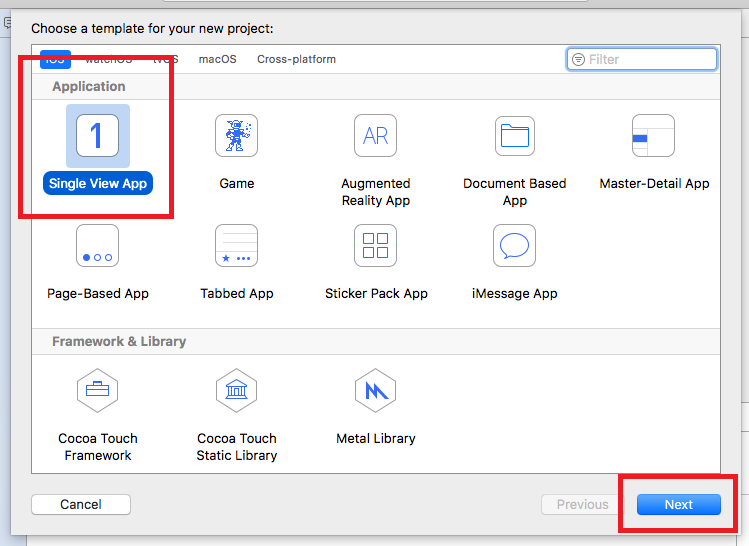 Choose a template for your new project:
iOS watchOS tvOS macOS Cross-platform Filter
Application
1 AR
Single View App Game Augmented Document Based Master-Detail App
Reality App App
Page-Based App Tabbed App Sticker Pack App iMessage App
Framework & Library
Cocoa Touch Cocoa Touch Metal Library
Framework Static Library
Cancel Previous Next